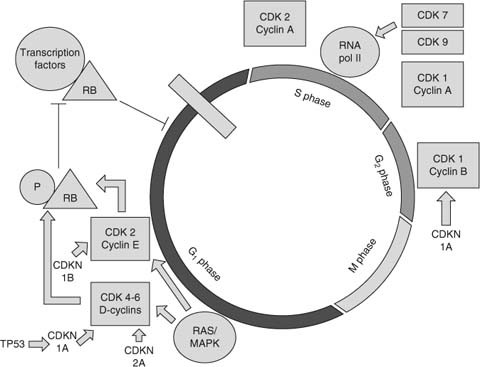 CDK 2
Cyclin A
CDK 7
CDK 9
RNA
pol II
CDK 1
Cyclin A
Transcription
factors
RB
S phase
G2 phase
CDK 1
Cyclin B
CDKN
1A
P
RB
CDK 2
Cyclin E
G1 phase
M phase
CDKN
1B
CDK 4-6
D-cyclins
RAS/
MAPK
TP53
CDKN
1A
CDKN
2A